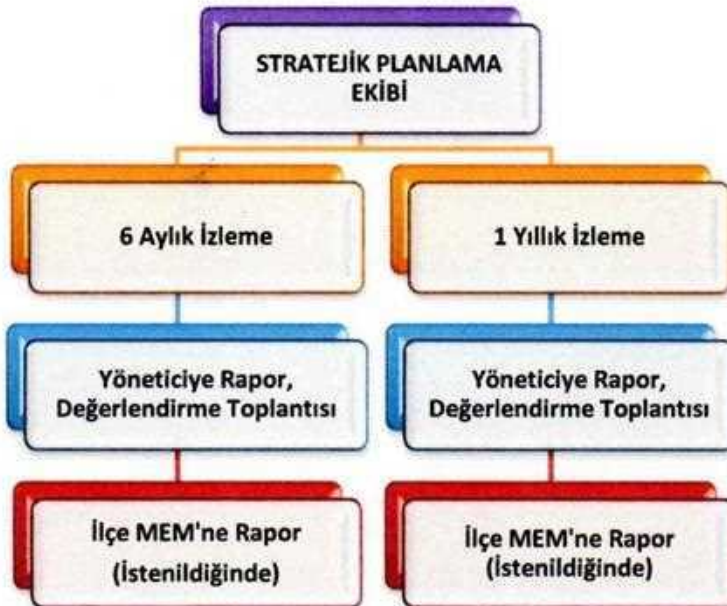 STRATEJİK PLANLAMA
EKİBİ
6 Aylık İzleme
1 Yıllık İzleme
Yöneticiye Rapor,
Değerlendirme Toplantısı
Yöneticiye Rapor,
Değerlendirme Toplantısı
İlçe MEM'ne Rapor
(İstenildiğinde)
İlçe MEM'ne Rapor
(İstenildiğinde)